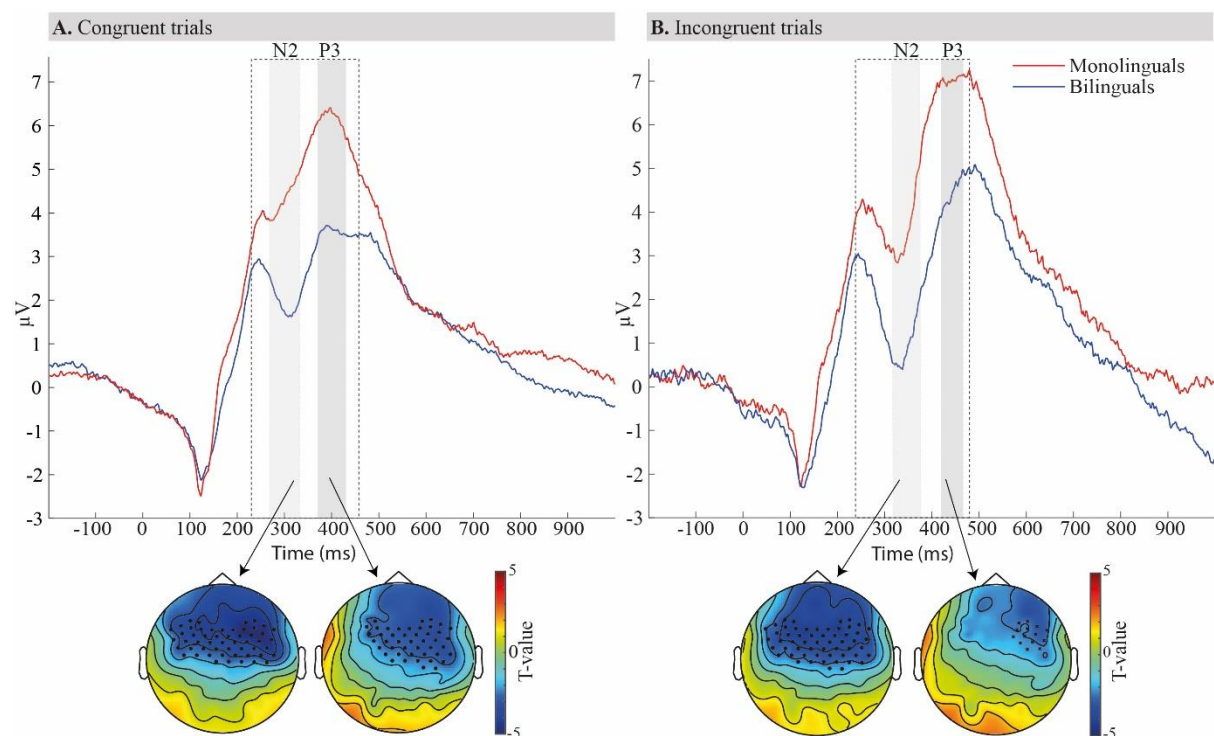 A. Congruent trials
B. Incongruent trials
N2 P3
N2 P3
Monolinguals
Bilinguals
7
6
5
4
3
2
1
0
-1
-2
-3
µV
-100 0 100 200 300 400 500 600 700 800 900
Time (ms)
7
6
5
4
3
2
1
0
-1
-2
-3
µV
-100 0 100 200 300 400 500 600 700 800 900
Time (ms)
5
0
-5
T-value
5
0
-5
T-value